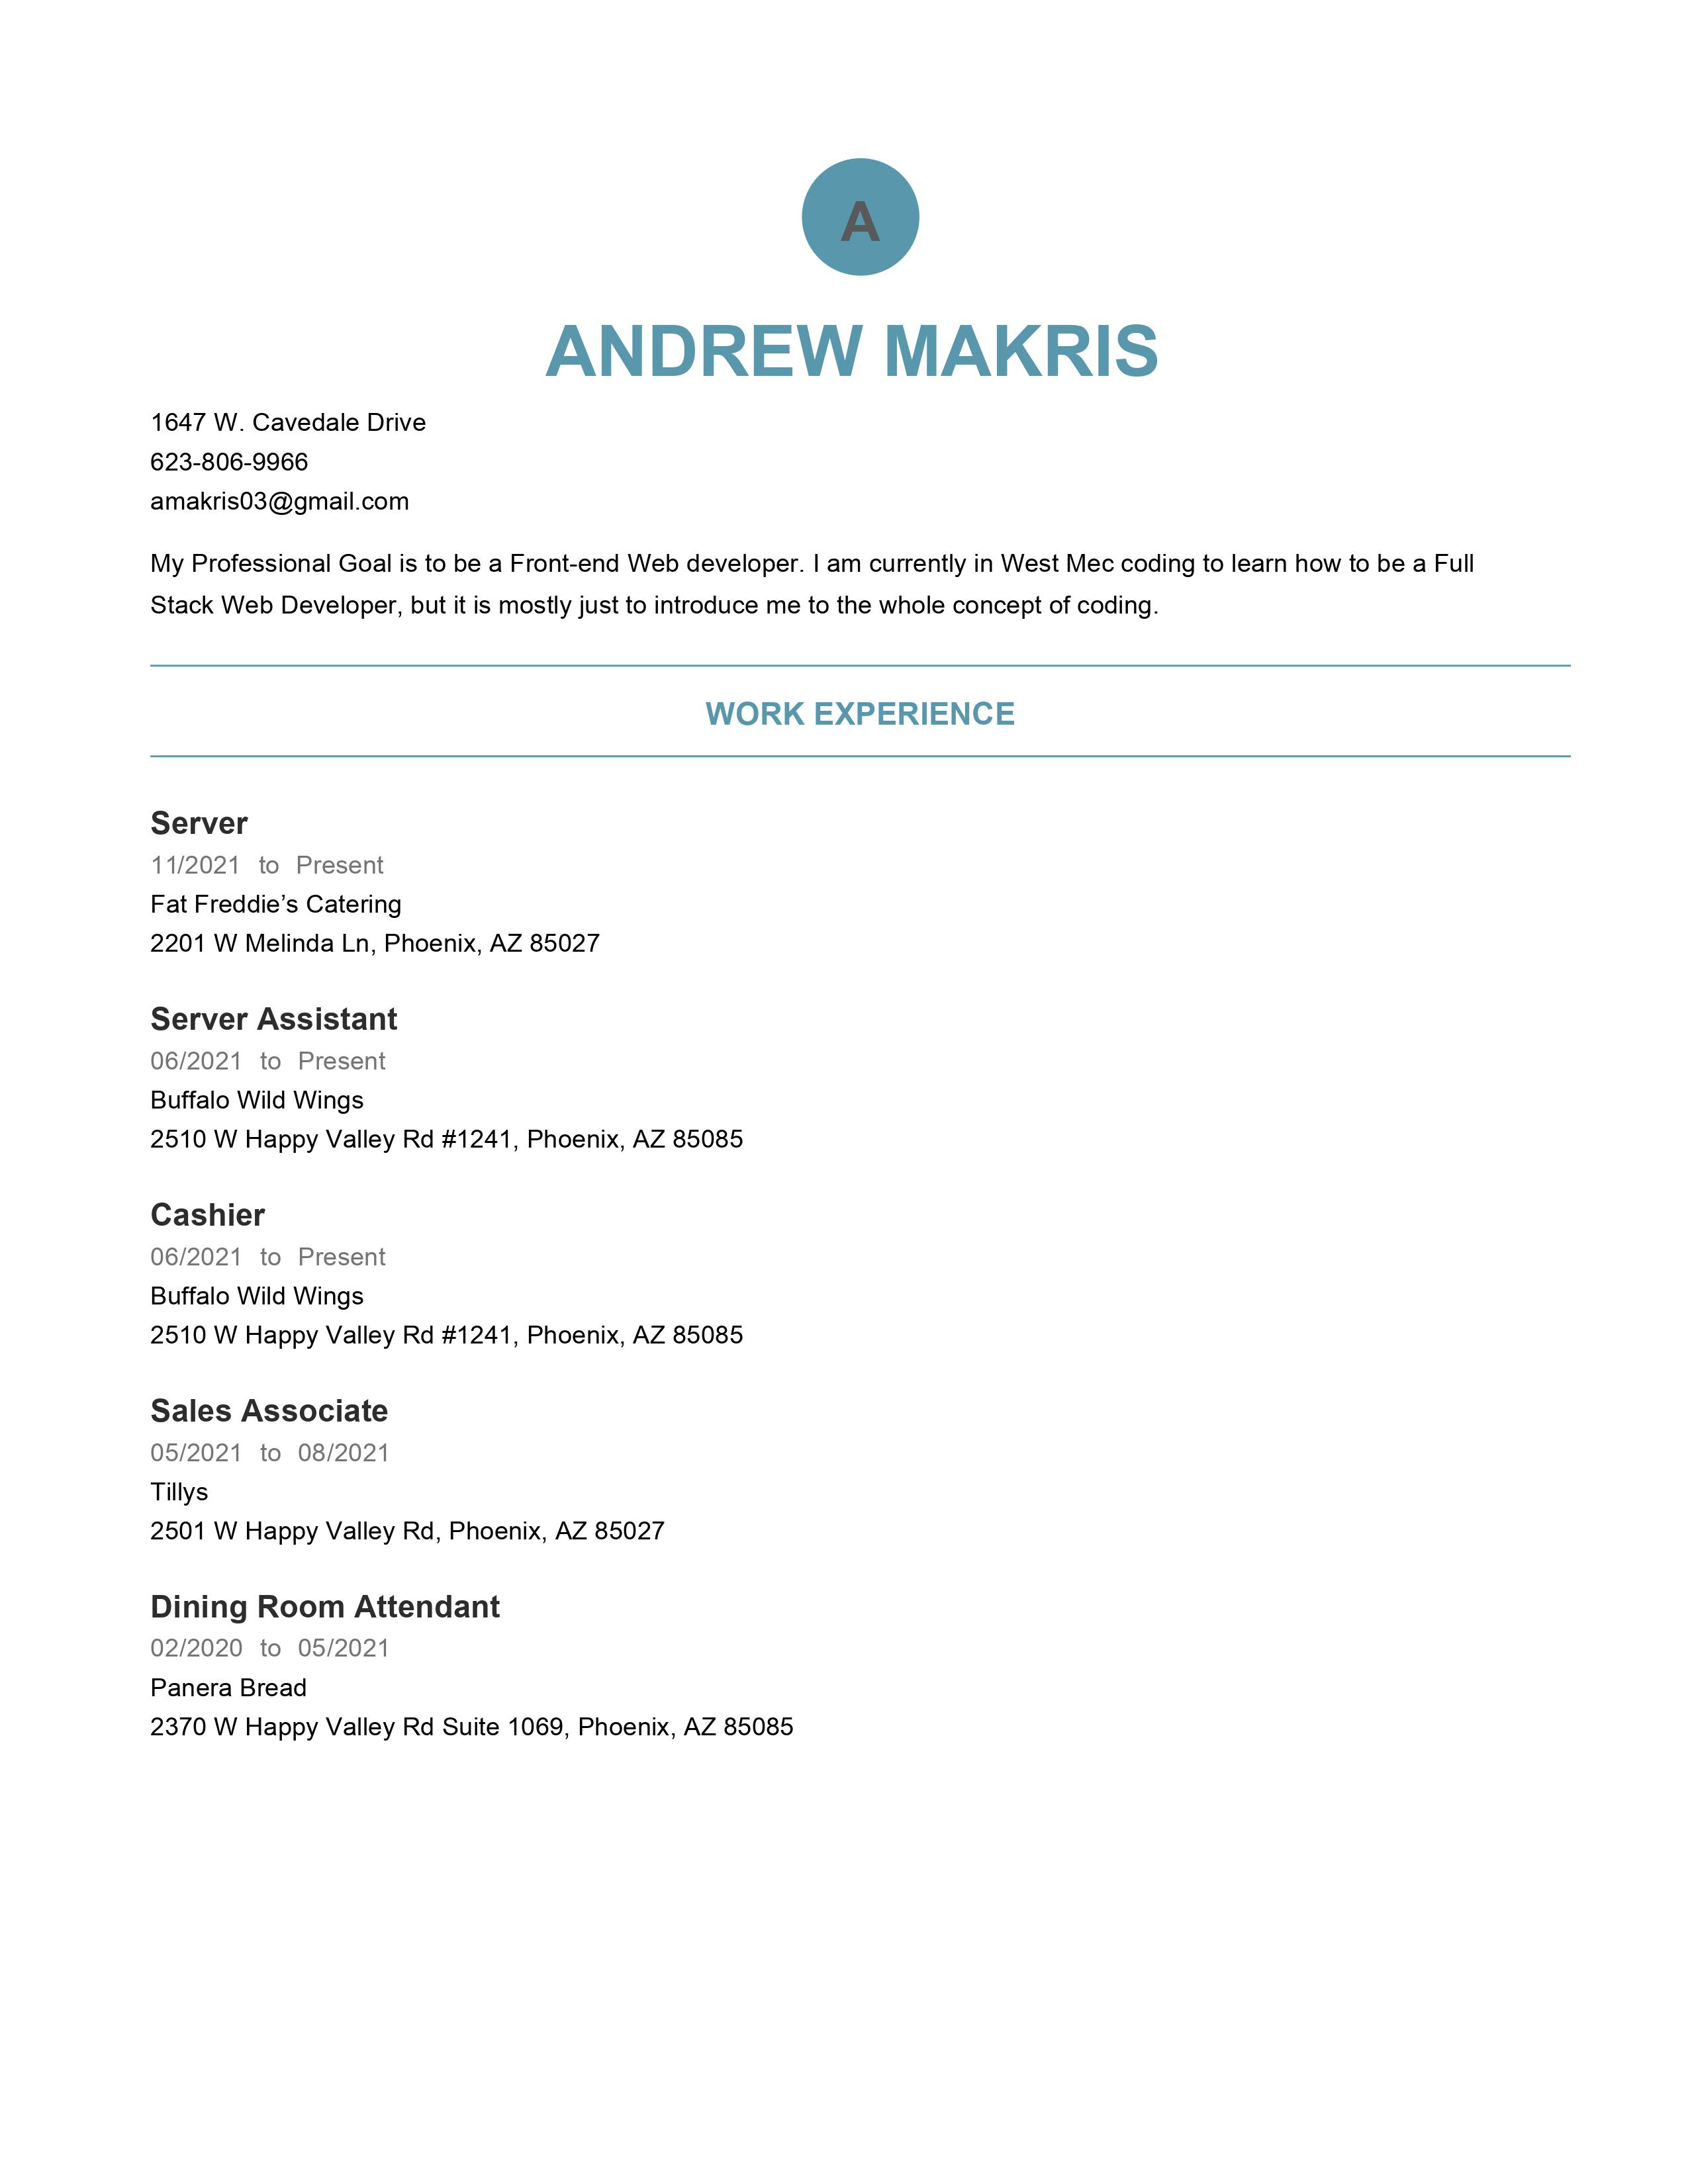 A
ANDREW MAKRIS
1647 W. Cavedale Drive
623-806-9966
amakris03@gmail.com
My Professional Goal is to be a Front-end Web developer. I am currently in West Mec coding to learn how to be a Full
Stack Web Developer, but it is mostly just to introduce me to the whole concept of coding.
WORK EXPERIENCE
Server
11/2021 to Present
Fat Freddie’s Catering
2201 W Melinda Ln, Phoenix, AZ 85027
Server Assistant
06/2021 to Present
Buffalo Wild Wings
2510 W Happy Valley Rd #1241, Phoenix, AZ 85085
Cashier
06/2021 to Present
Buffalo Wild Wings
2510 W Happy Valley Rd #1241, Phoenix, AZ 85085
Sales Associate
05/2021 to 08/2021
Tillys
2501 W Happy Valley Rd, Phoenix, AZ 85027
Dining Room Attendant
02/2020 to 05/2021
Panera Bread
2370 W Happy Valley Rd Suite 1069, Phoenix, AZ 85085